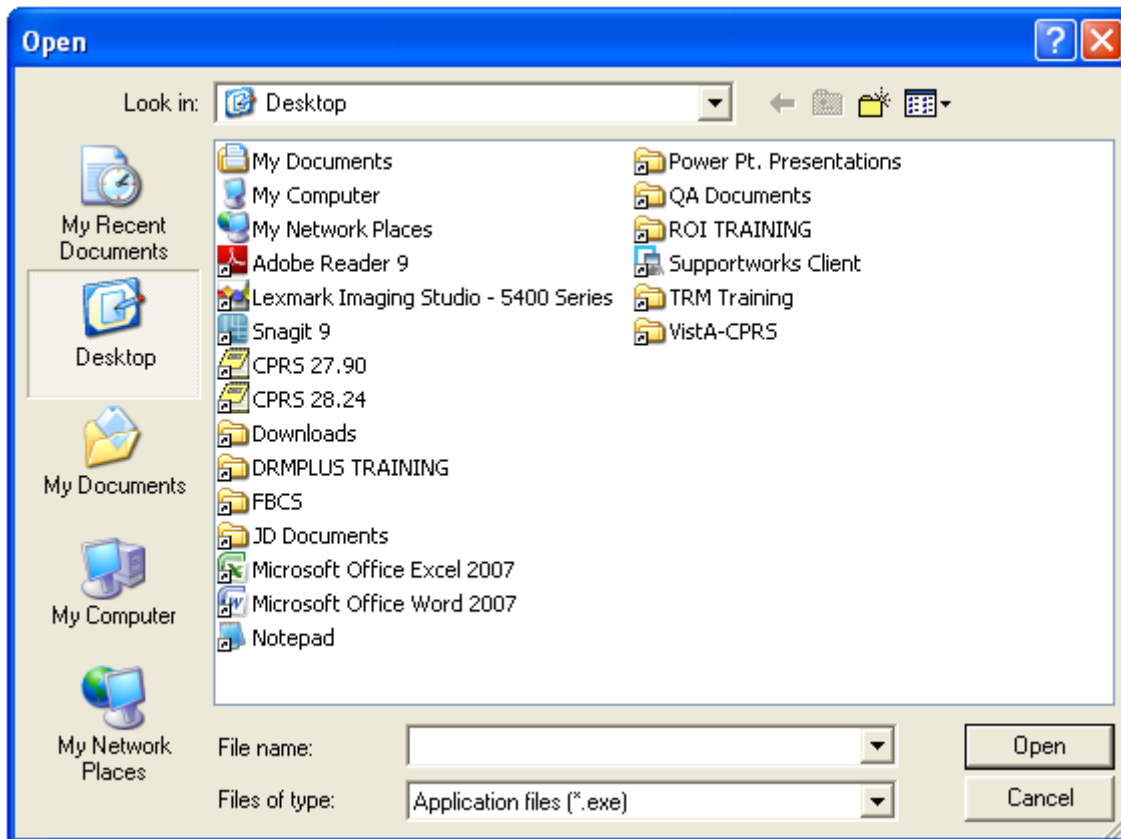 Open
Look in:
Desktop
My Recent
Documents
Desktop
My Documents
My Computer
My Network
Places
My Documents
My Computer
My Network Places
Adobe Reader 9
Lexmark Imaging Studio - 5400 Series
Snagit 9
CPRS 27.90
CPRS 28.24
Downloads
DRMPLUS TRAINING
FBCS
JD Documents
Microsoft Office Excel 2007
Microsoft Office Word 2007
Notepad
Power Pt. Presentations
QA Documents
ROI TRAINING
Supportworks Client
TRM Training
VistA-CPRS
File name:
Open
Files of type:
Application files (*.exe)
Cancel